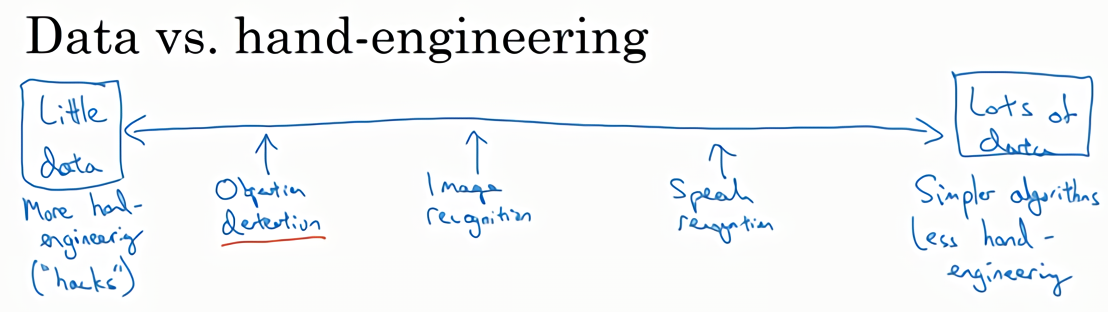 Data vs. hand-engineering
Little
data
Lots of
data
More hand-
engineering
("hacks")
Object
detection
Image
recognition
Speech
recognition
Simpler algorithms
Less hand-
engineering